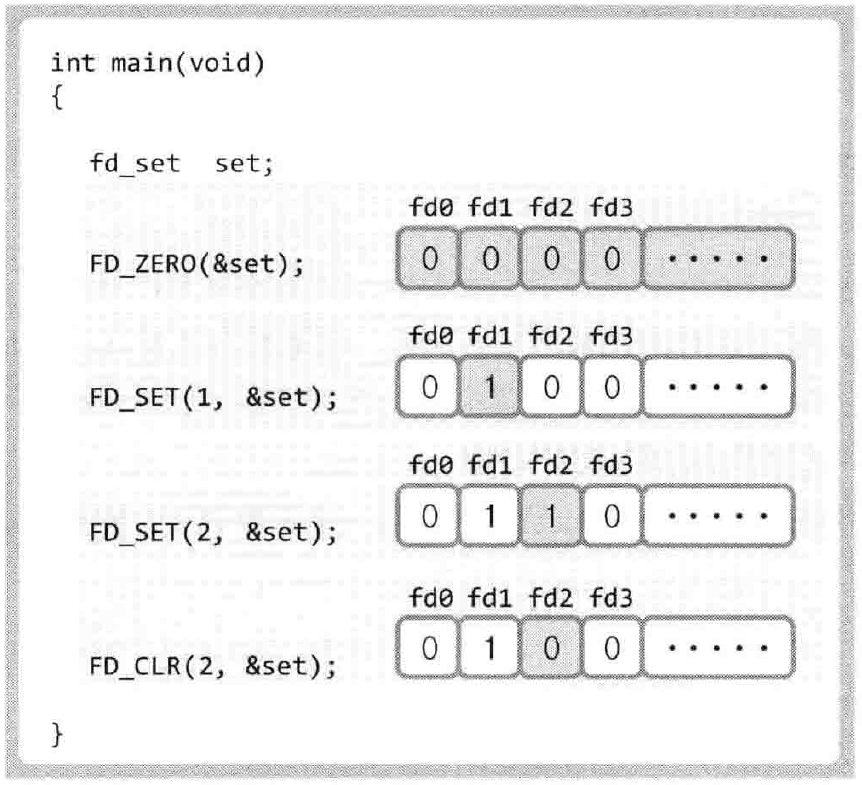 int main(void)
{
fd_set set;
fd0 fd1 fd2 fd3
FD_ZERO(&set); 0 0 0 0 ·····
fd0 fd1 fd2 fd3
FD_SET(1, &set); 0 1 0 0 ·····
fd0 fd1 fd2 fd3
FD_SET(2, &set); 0 1 1 0 ·····
fd0 fd1 fd2 fd3
FD_CLR(2, &set); 0 1 0 0 ·····
}